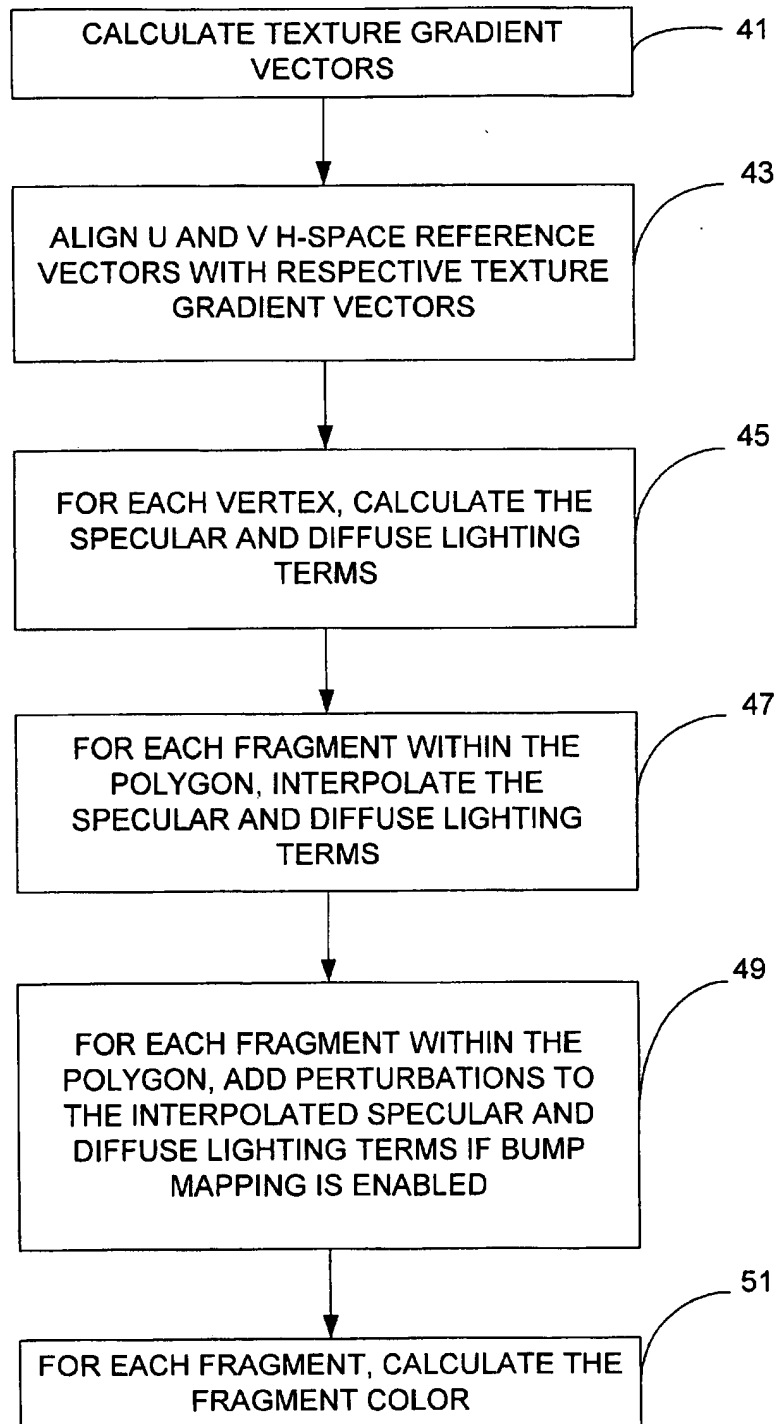 CALCULATE TEXTURE GRADIENT
VECTORS
41
ALIGN U AND V H-SPACE REFERENCE
VECTORS WITH RESPECTIVE TEXTURE
GRADIENT VECTORS
43
FOR EACH VERTEX, CALCULATE THE
SPECULAR AND DIFFUSE LIGHTING
TERMS
45
FOR EACH FRAGMENT WITHIN THE
POLYGON, INTERPOLATE THE
SPECULAR AND DIFFUSE LIGHTING
TERMS
47
FOR EACH FRAGMENT WITHIN THE
POLYGON, ADD PERTURBATIONS TO
THE INTERPOLATED SPECULAR AND
DIFFUSE LIGHTING TERMS IF BUMP
MAPPING IS ENABLED
49
FOR EACH FRAGMENT, CALCULATE THE
FRAGMENT COLOR
51